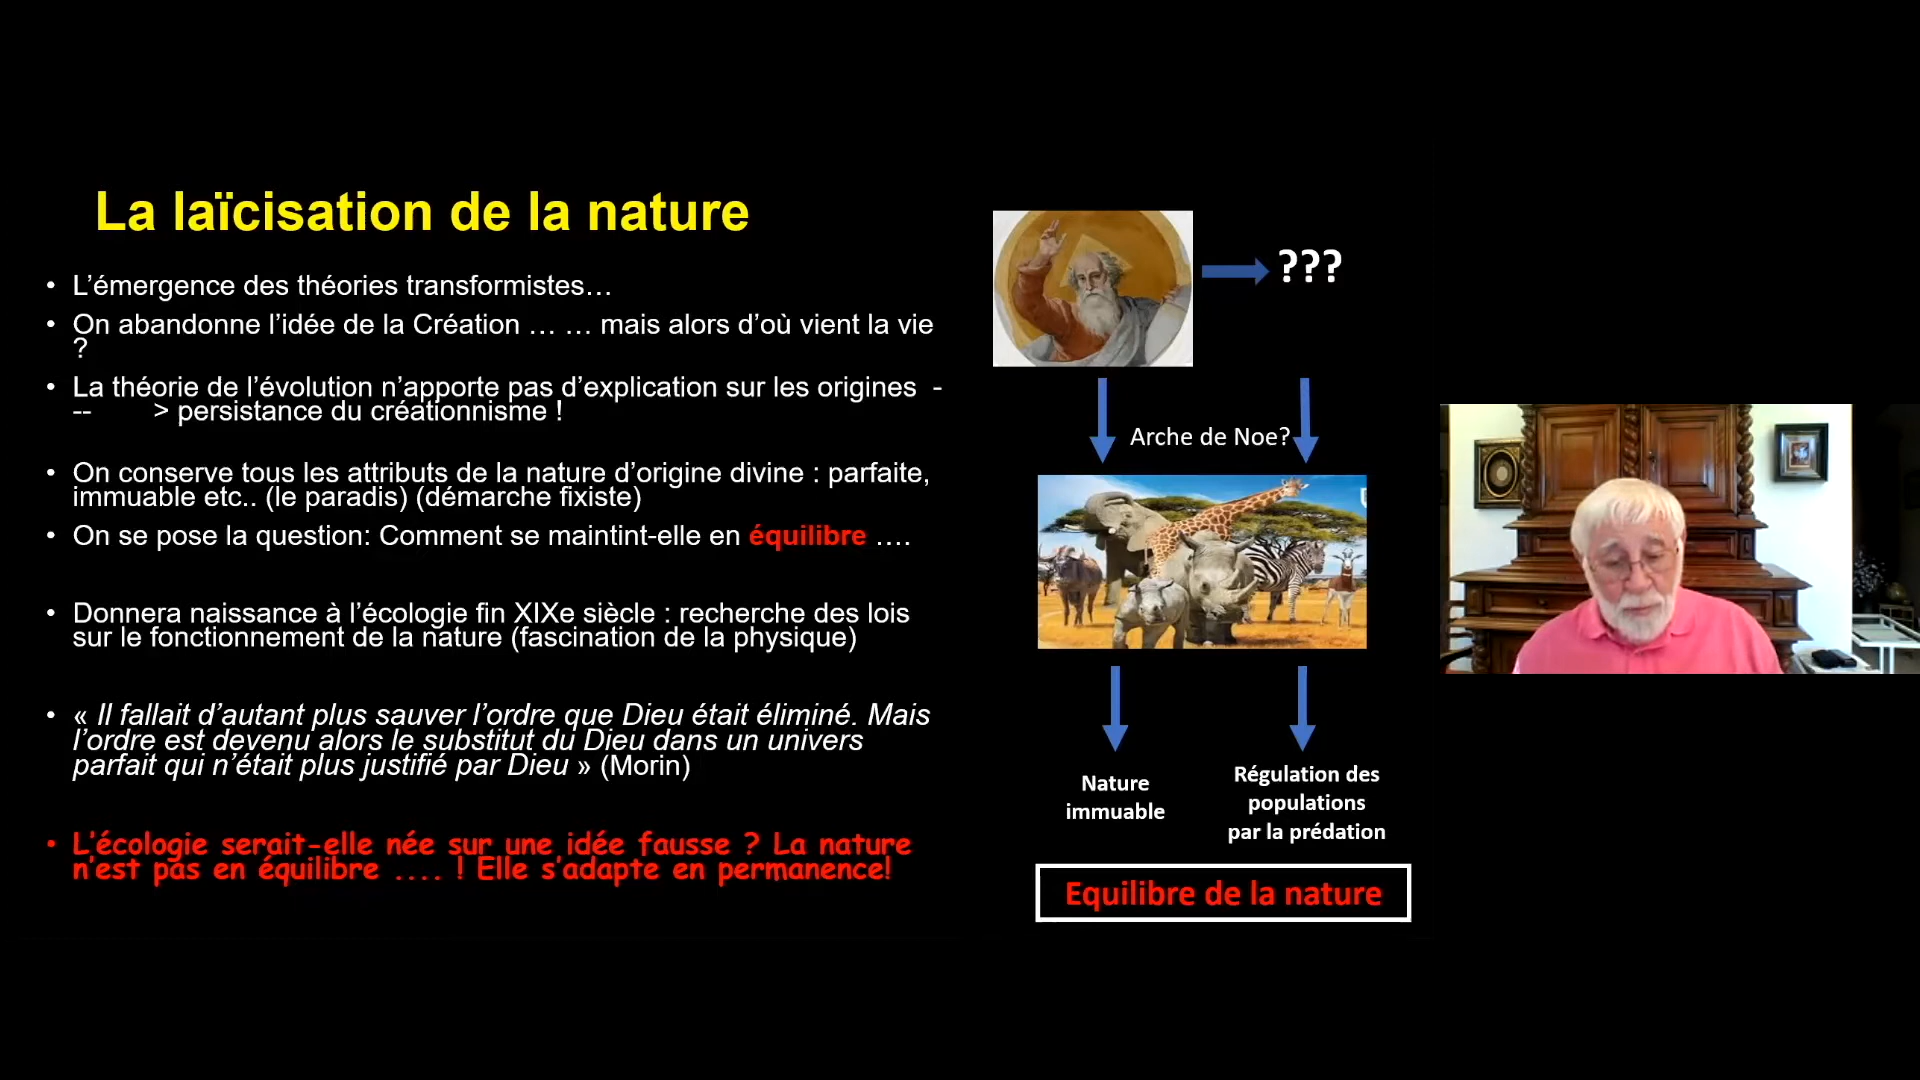 La laïcisation de la nature
• L’émergence des théories transformistes…
• On abandonne l’idée de la Création … … mais alors d’où vient la vie
?
• La théorie de l’évolution n’apporte pas d’explication sur les origines -
-- > persistance du créationnisme !
• On conserve tous les attributs de la nature d’origine divine : parfaite,
immuable etc.. (le paradis) (démarche fixiste)
• On se pose la question: Comment se maintint-elle en équilibre ….
• Donnera naissance à l’écologie fin XIXe siècle : recherche des lois
sur le fonctionnement de la nature (fascination de la physique)
• « Il fallait d’autant plus sauver l’ordre que Dieu était éliminé. Mais
l’ordre est devenu alors le substitut du Dieu dans un univers
parfait qui n’était plus justifié par Dieu » (Morin)
• L’écologie serait-elle née sur une idée fausse ? La nature
n’est pas en équilibre .... ! Elle s’adapte en permanence!
???
Arche de Noe?
Nature
immuable
Régulation des
populations
par la prédation
Equilibre de la nature